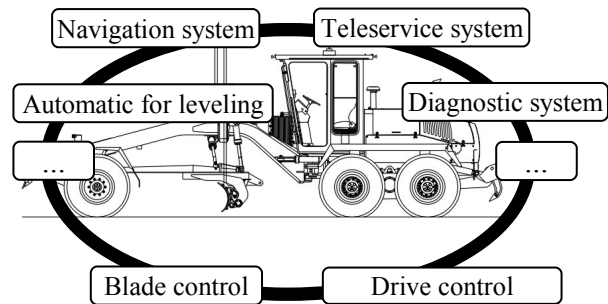 Navigation system
Teleservice system
Automatic for leveling
Diagnostic system
...
...
Blade control
Drive control